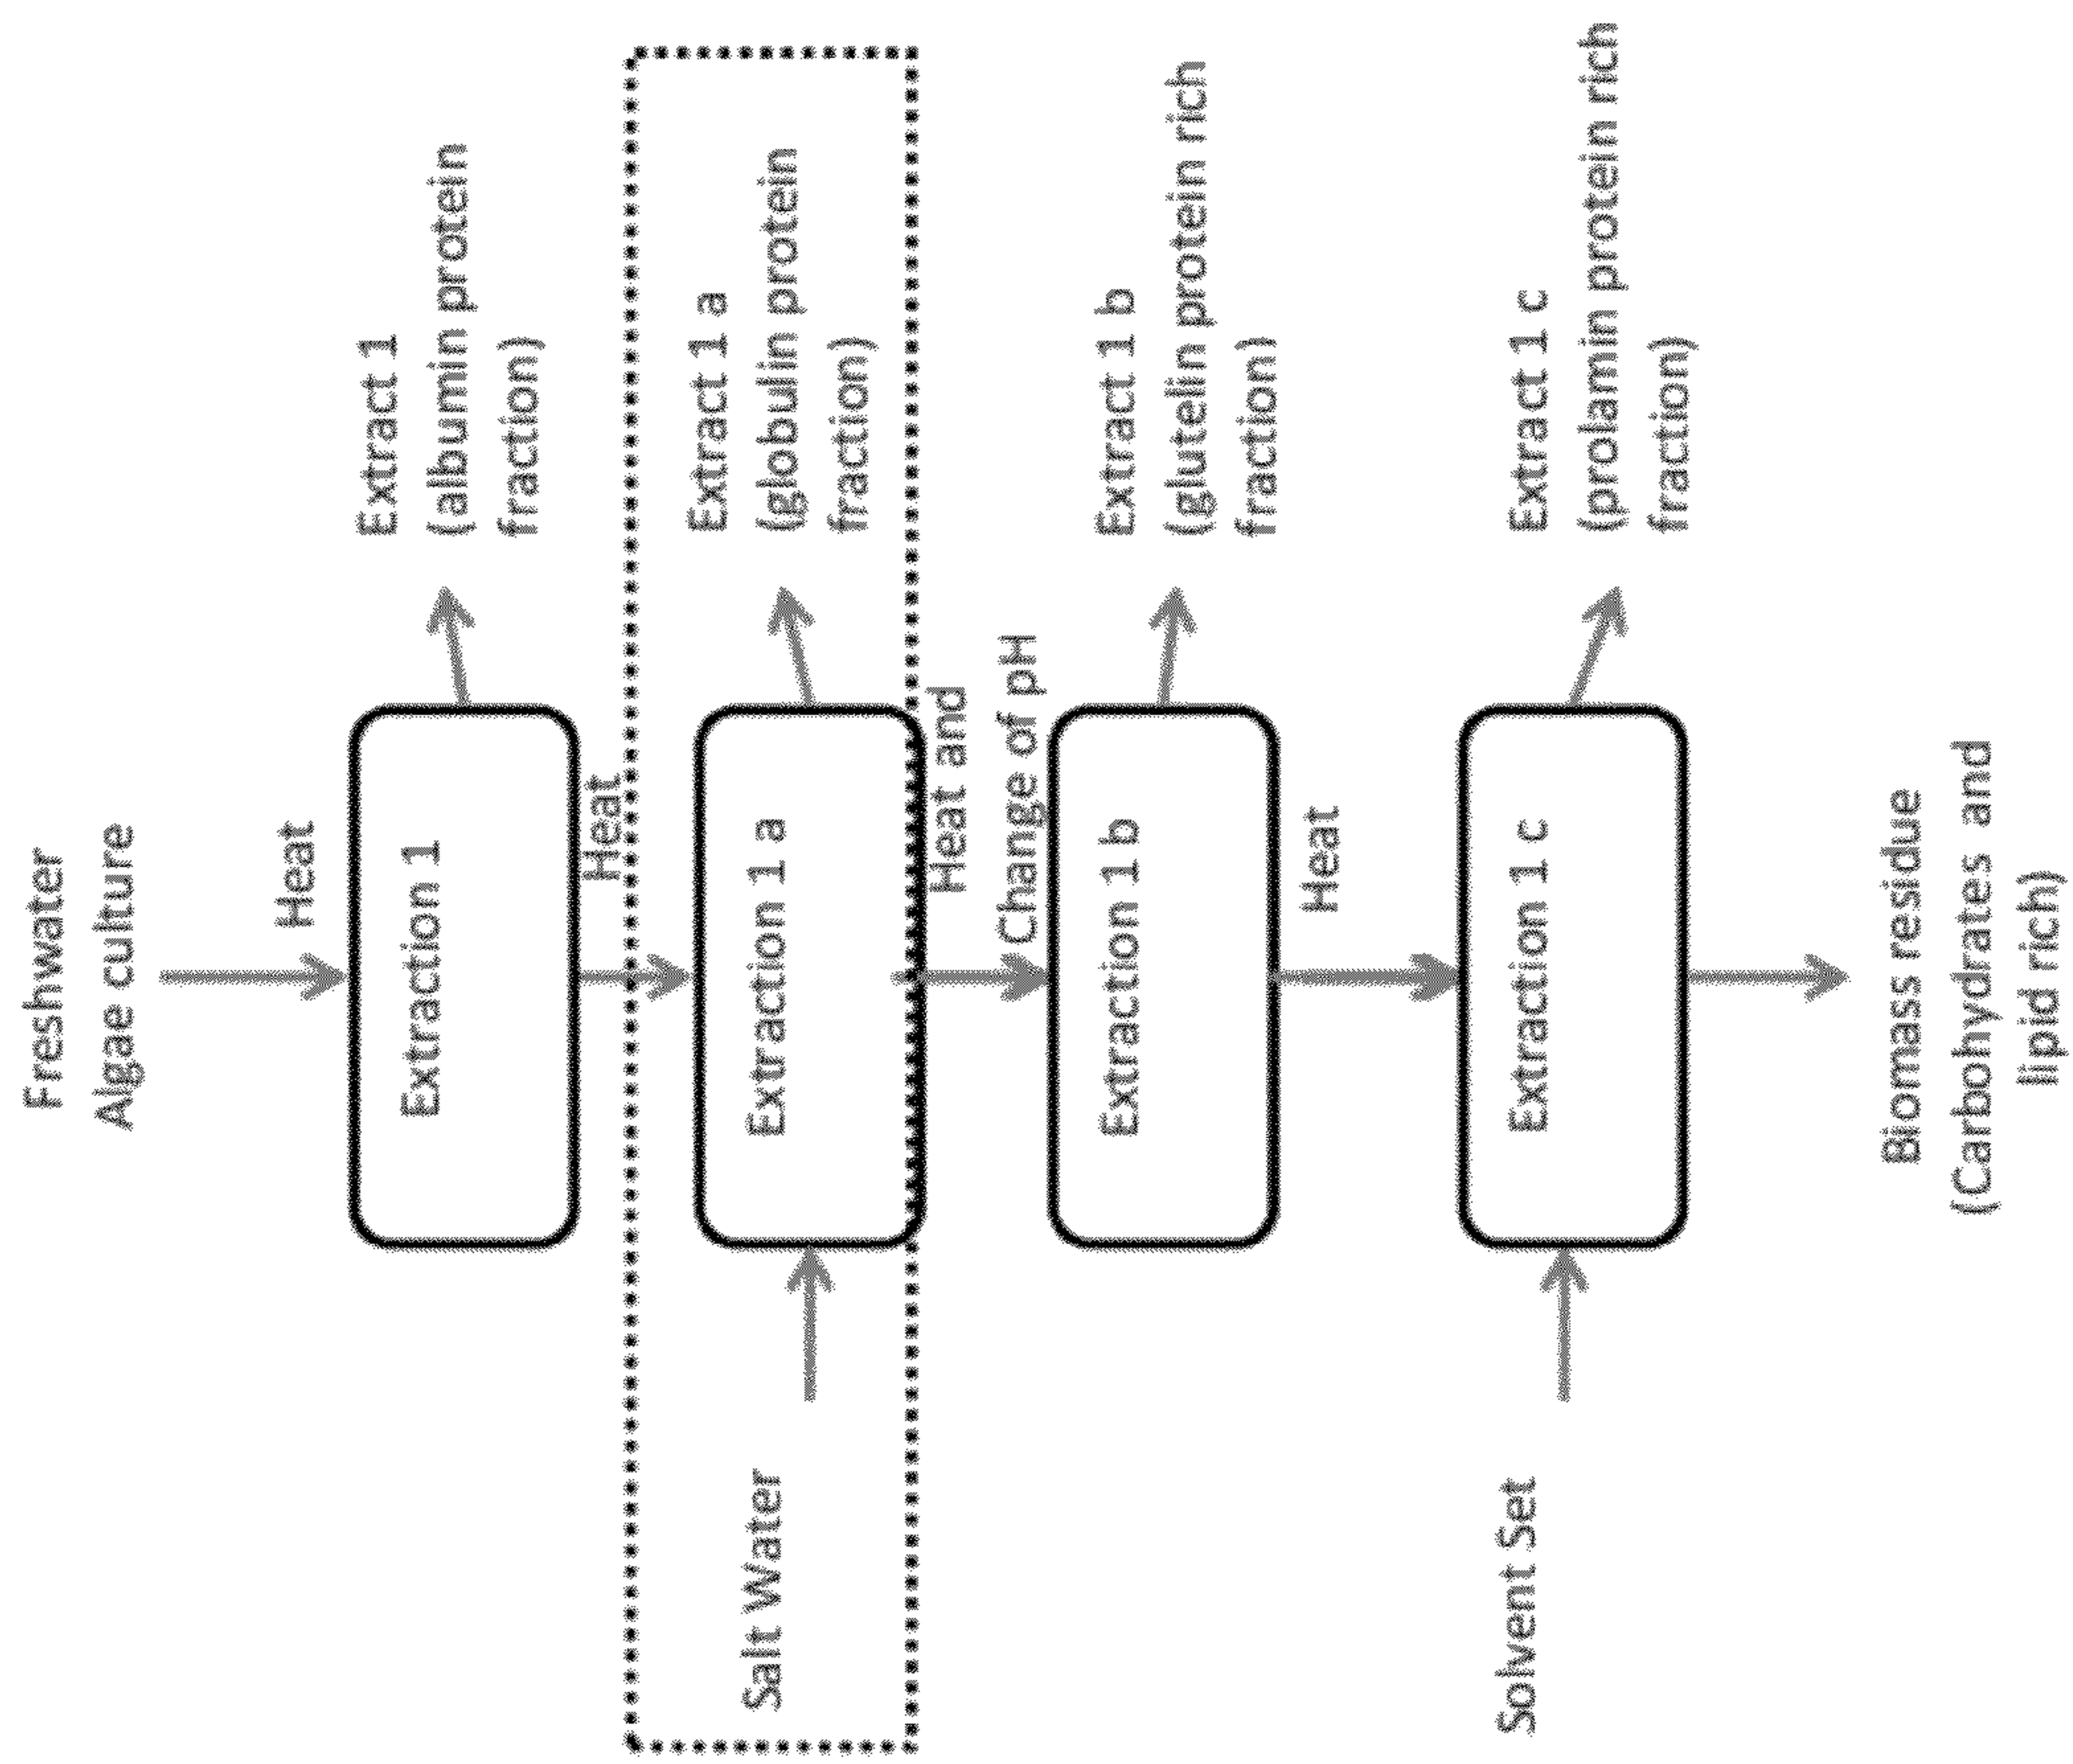 Freshwater
Algae culture
Heat
Extraction 1
Extract 1
(albumin protein
fraction)
Heat
Salt Water
Extraction 1 a
Extract 1 a
(globulin protein
fraction)
Heat and
Change of pH
Extraction 1 b
Extract 1 b
(glutelin protein rich
fraction)
Heat
Solvent Set
Extraction 1 c
Extract 1 c
(prolamin protein rich
fraction)
Biomass residue
(Carbohydrates and
lipid rich)